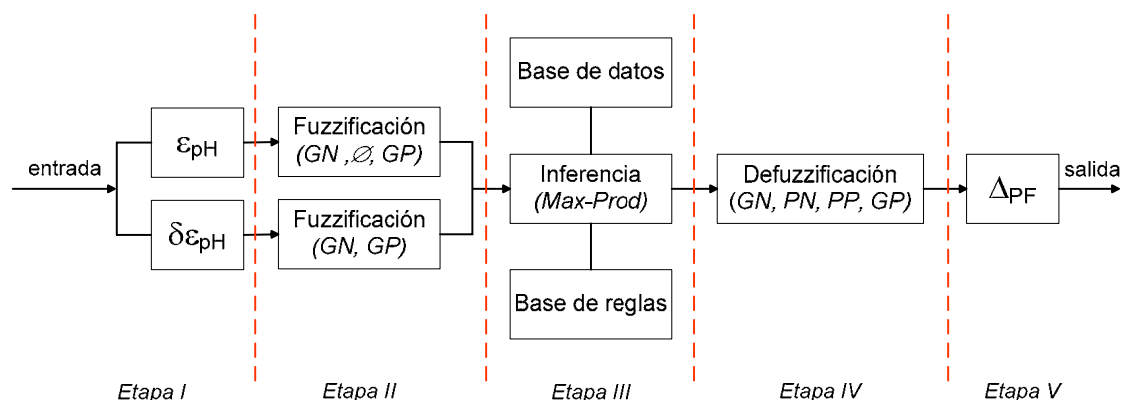 entrada
εpH
δεpH
Fuzzificación
(GN ,∅, GP)
Fuzzificación
(GN, GP)
Base de datos
Inferencia
(Max-Prod)
Base de reglas
Defuzzificación
(GN, PN, PP, GP)
ΔPF
salida
Etapa I
Etapa II
Etapa III
Etapa IV
Etapa V